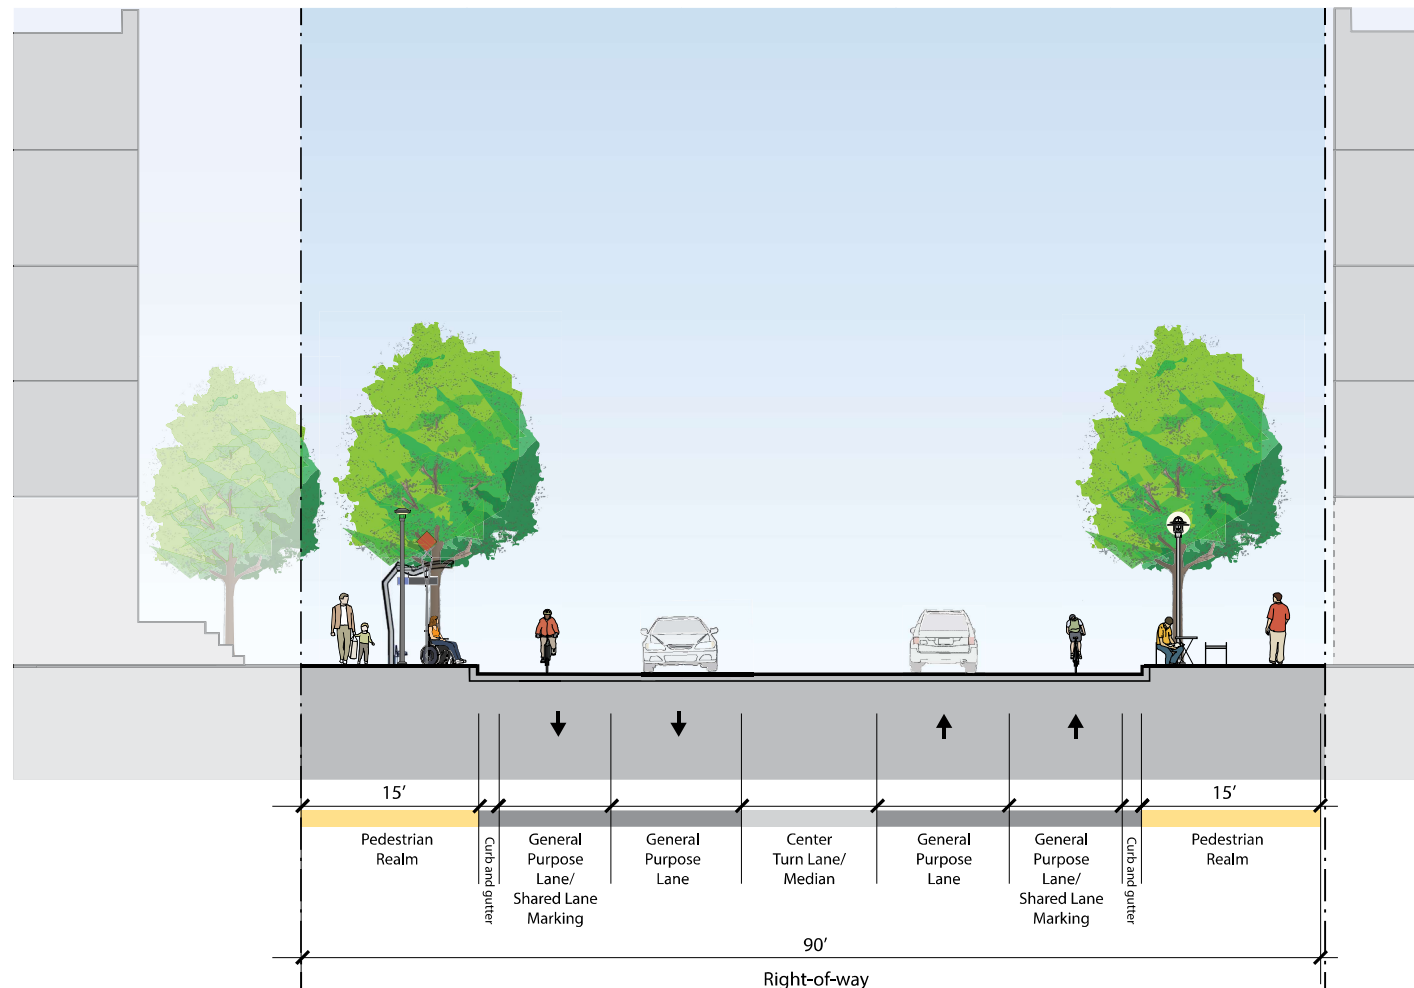 15′
15′
Pedestrian
Realm
Curb and gutter
General
Purpose
Lane/
Shared Lane
Marking
General
Purpose
Lane
Center
Turn Lane/
Median
General
Purpose
Lane
General
Purpose
Lane/
Shared Lane
Marking
Curb and gutter
Pedestrian
Realm
90′
Right-of-way